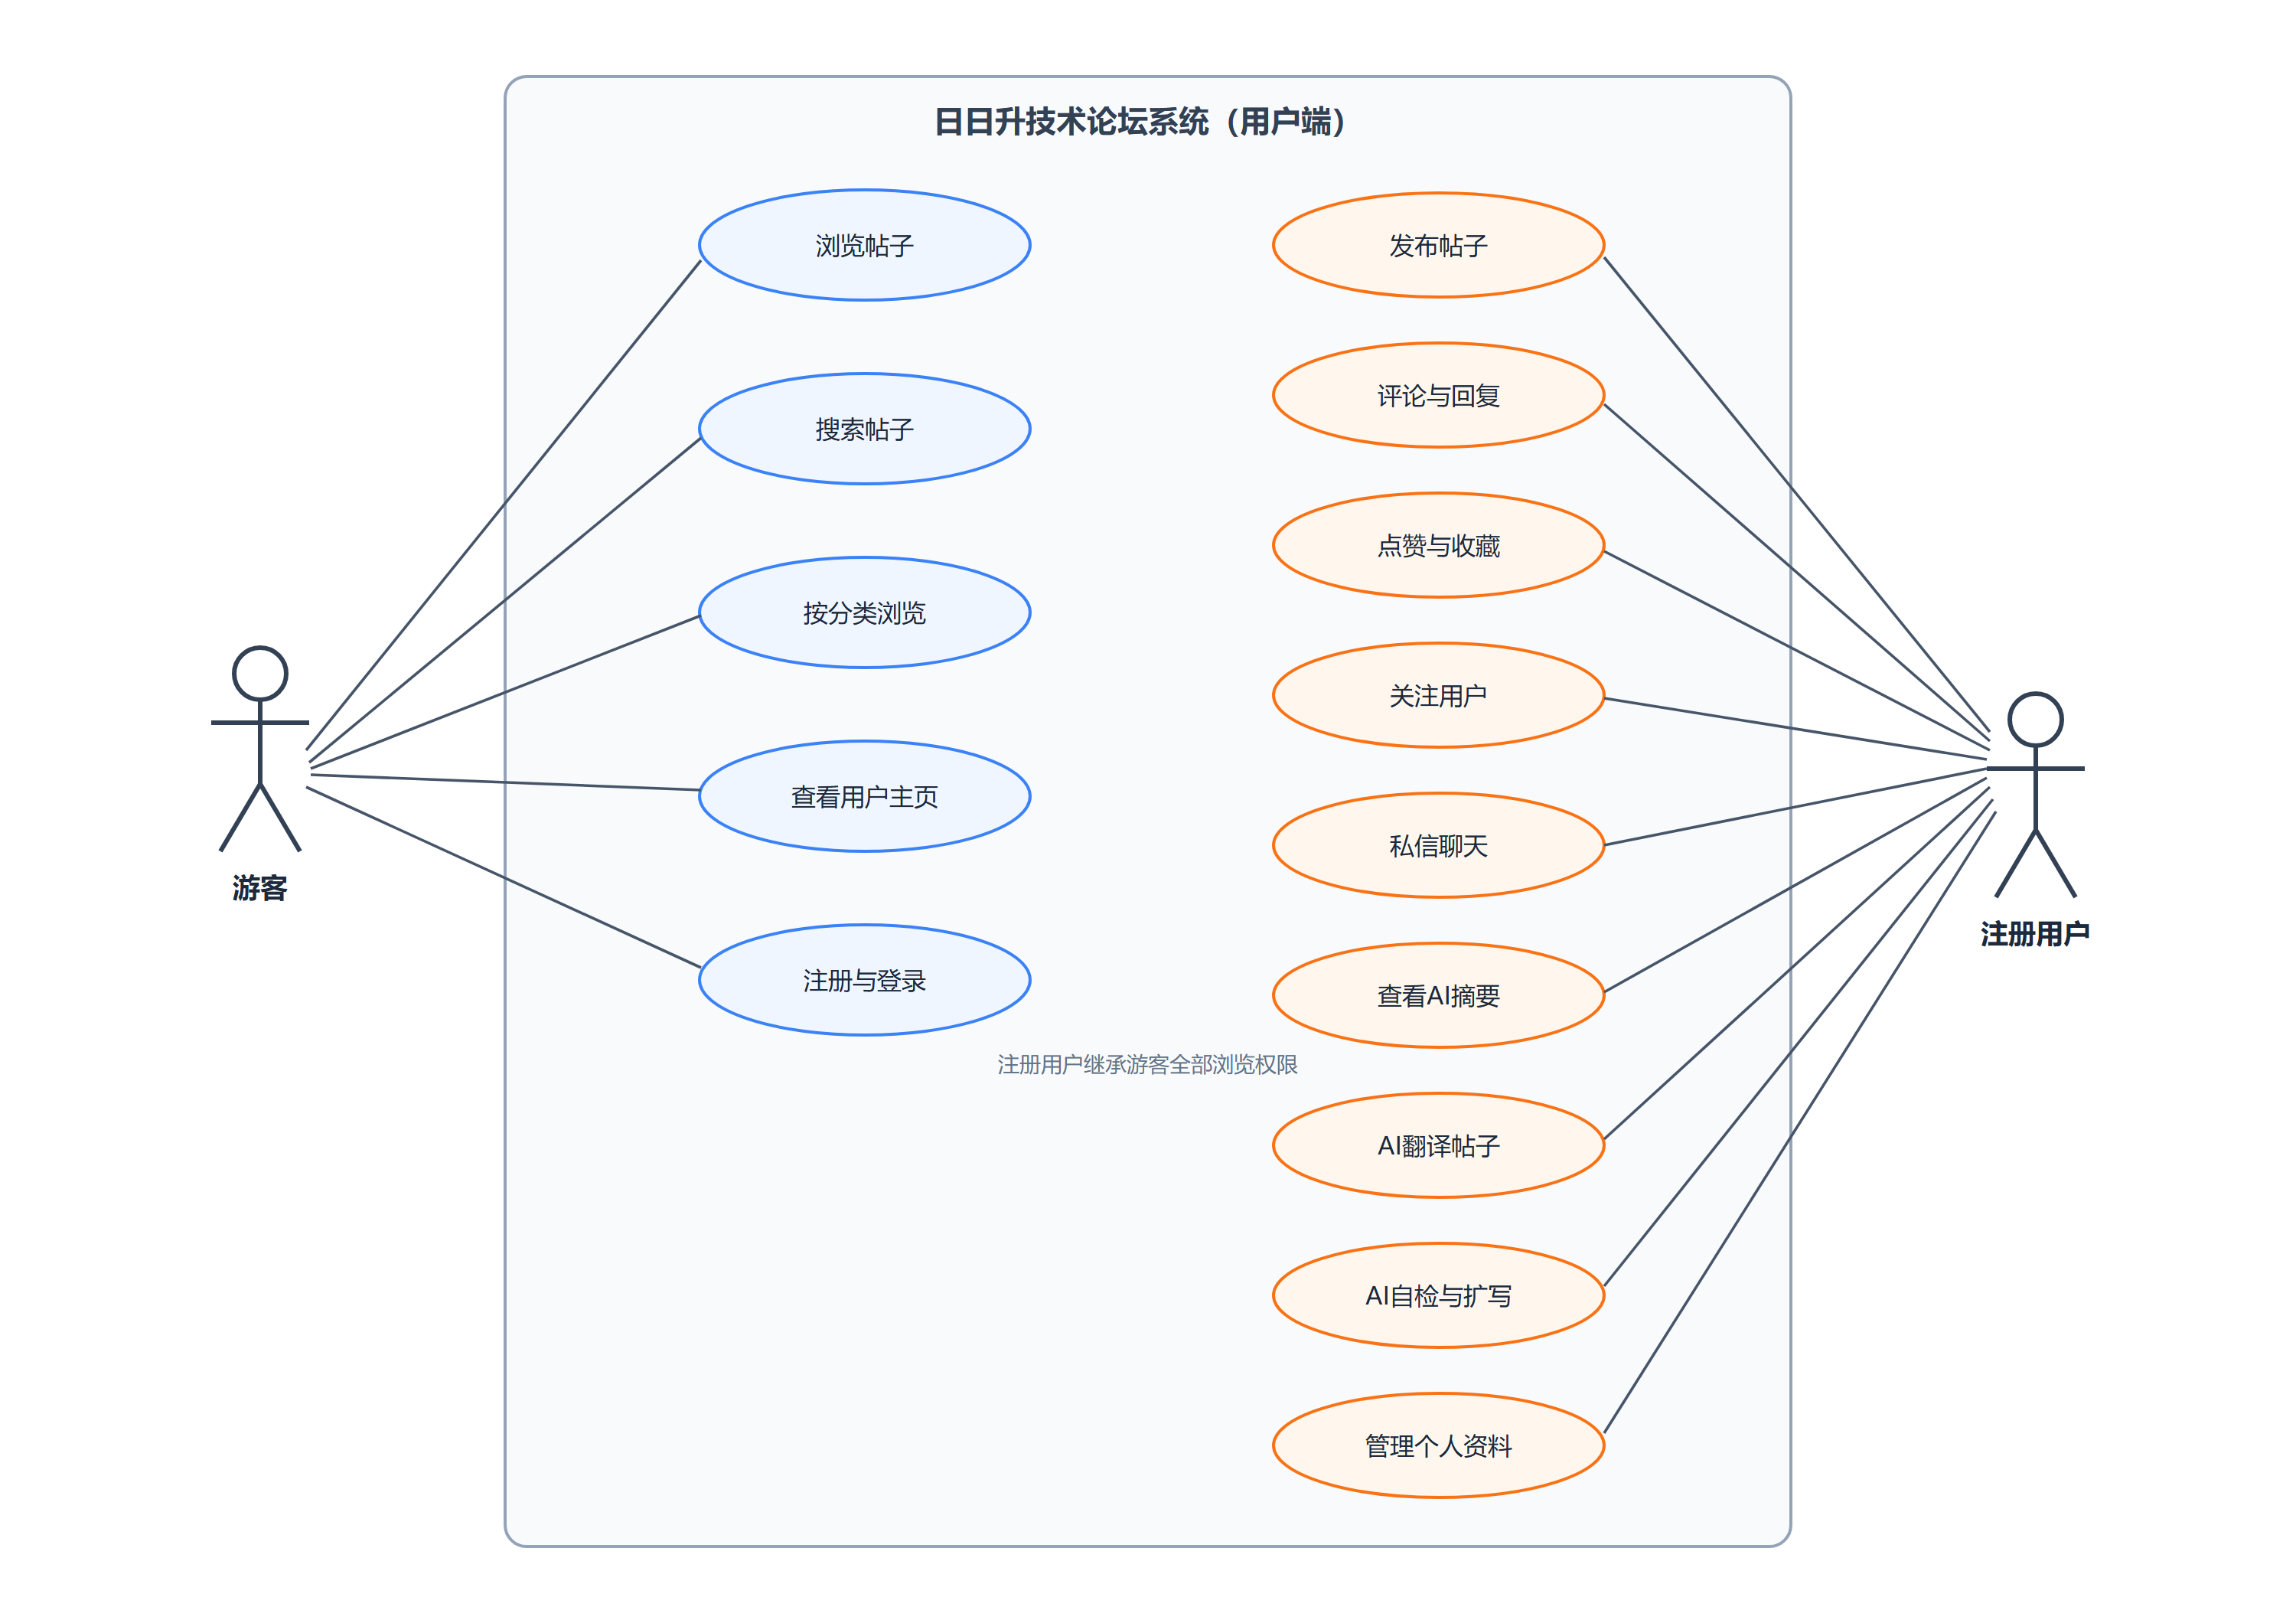 日日升技术论坛系统（用户端）
浏览帖子
搜索帖子
按分类浏览
查看用户主页
注册与登录
发布帖子
评论与回复
点赞与收藏
关注用户
私信聊天
查看AI摘要
AI翻译帖子
AI自检与扩写
管理个人资料
注册用户继承游客全部浏览权限
游客
注册用户